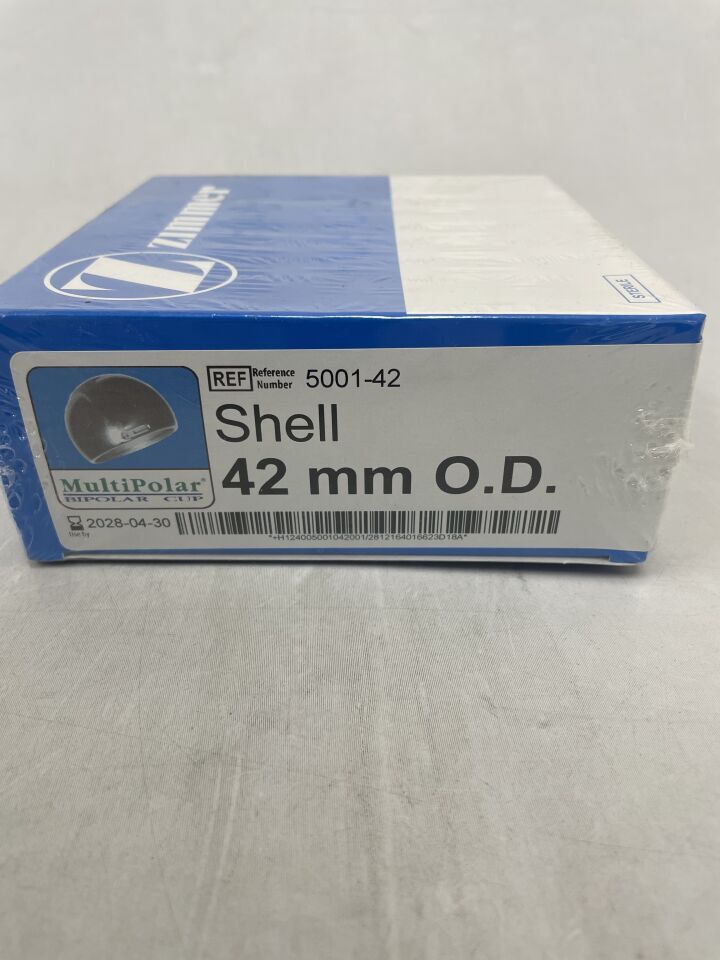 zimmer
Z
STERILE
REF Reference Number 5001-42
Shell
42 mm O.D.
MultiPolar®
BIPOLAR CUP
2028-04-30
Use by
*+H124005001042001/2812164016623D18A*